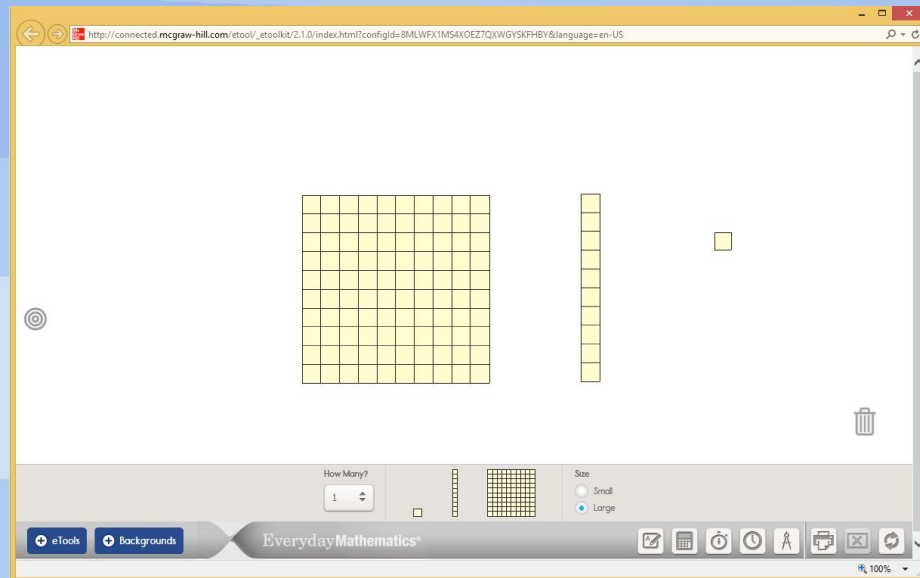 http://connected.mcgraw-hill.com/etool/_etoolkit/2.1.0/index.html?configId=8MLWFX1MS4XOEZ7QXWGYSKFHBY&language=en-US
How Many?
1
Size
Small
Large
eTools
Backgrounds
EverydayMathematics®
100%